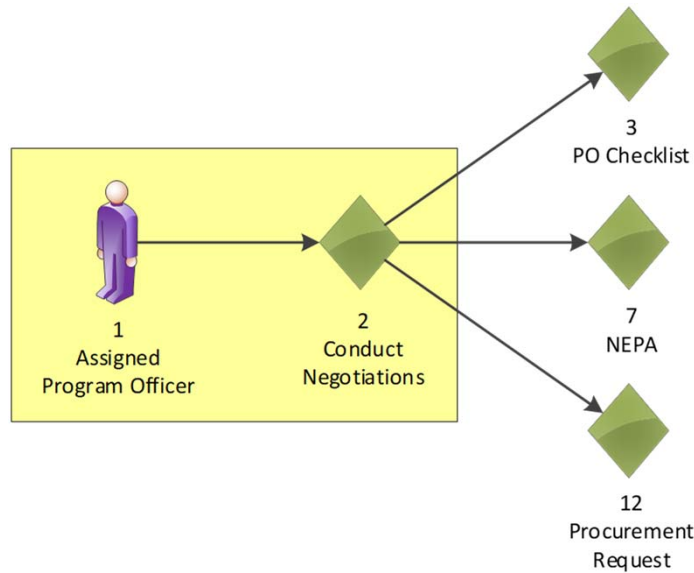 3
PO Checklist
1
Assigned
Program Officer
2
Conduct
Negotiations
7
NEPA
12
Procurement
Request